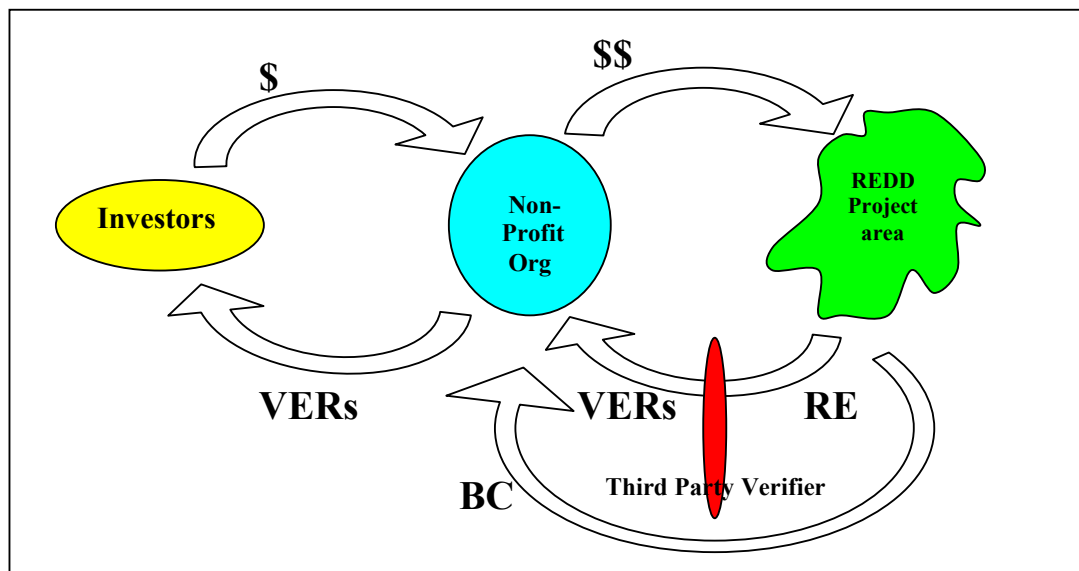 $
$$
Investors
Non-
Profit
Org
REDD
Project
area
VERs
VERs
RE
BC
Third Party Verifier